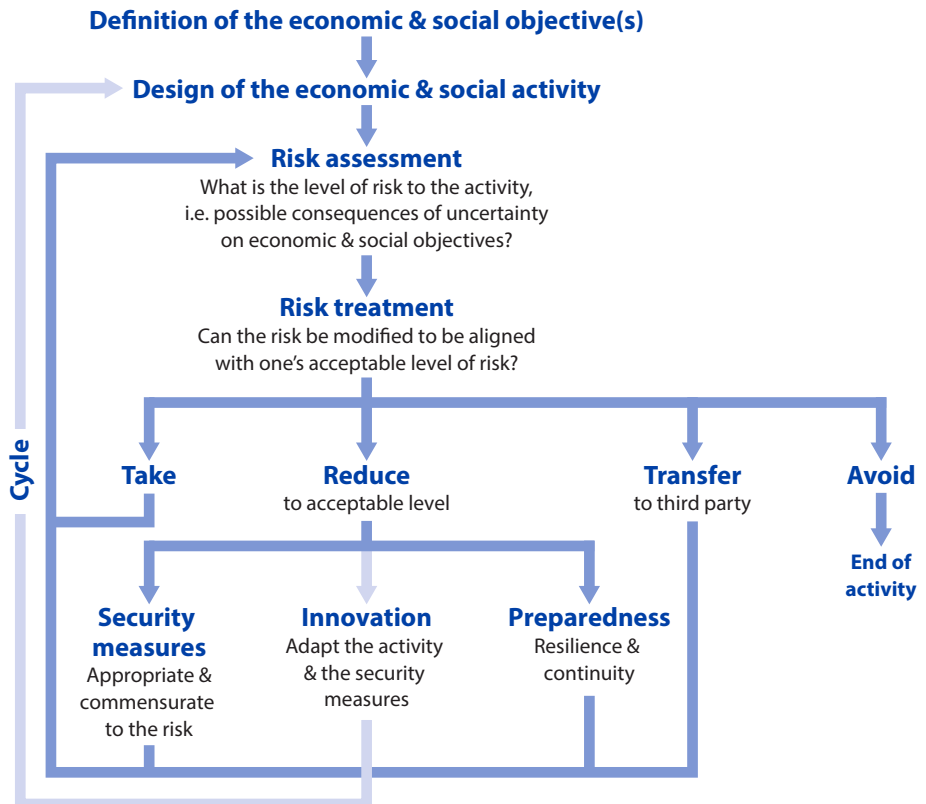 Definition of the economic & social objective(s)
Design of the economic & social activity
Risk assessment
What is the level of risk to the activity,
i.e. possible consequences of uncertainty
on economic & social objectives?
Risk treatment
Can the risk be modified to be aligned
with one's acceptable level of risk?
Cycle
Take
Reduce
to acceptable level
Transfer
to third party
Avoid
End of
activity
Security
measures
Appropriate &
commensurate
to the risk
Innovation
Adapt the activity
& the security
measures
Preparedness
Resilience &
continuity